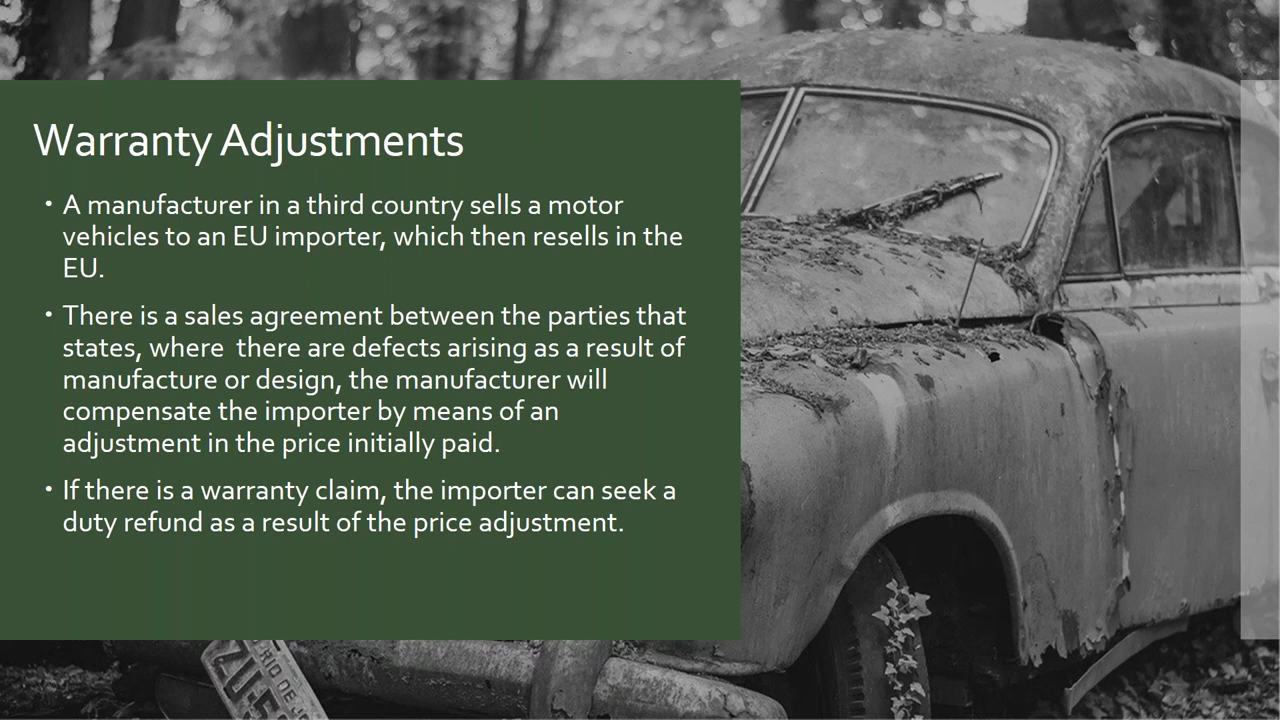 Warranty Adjustments
• A manufacturer in a third country sells a motor
vehicles to an EU importer, which then resells in the
EU.
• There is a sales agreement between the parties that
states, where  there are defects arising as a result of
manufacture or design, the manufacturer will
compensate the importer by means of an
adjustment in the price initially paid.
• If there is a warranty claim, the importer can seek a
duty refund as a result of the price adjustment.
RIO DE